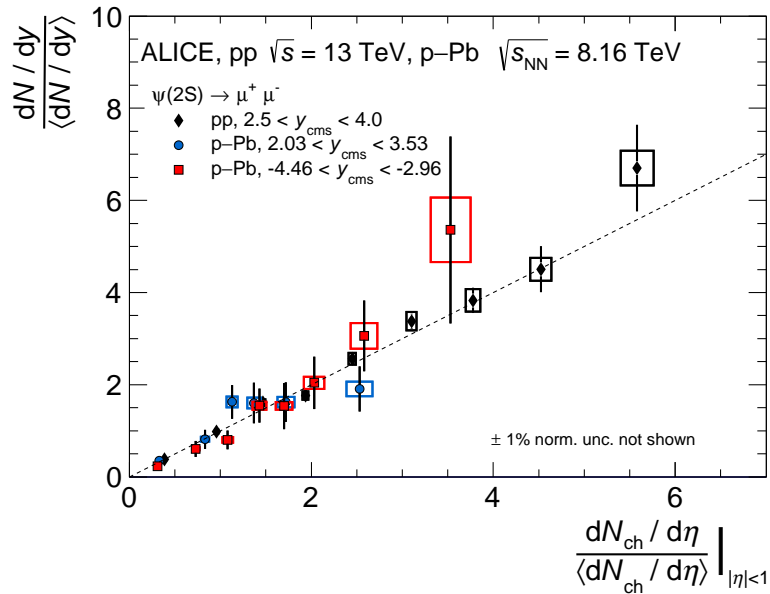 10
8
6
4
2
0
0
2
4
6
dN / dy
⟨dN / dy⟩
ALICE, pp √s = 13 TeV, p−Pb √sNN = 8.16 TeV
ψ(2S) → μ+ μ-
pp, 2.5 < ycms < 4.0
p−Pb, 2.03 < ycms < 3.53
p−Pb, -4.46 < ycms < -2.96
± 1% norm. unc. not shown
dNch / dη
⟨dNch / dη⟩ |η|<1